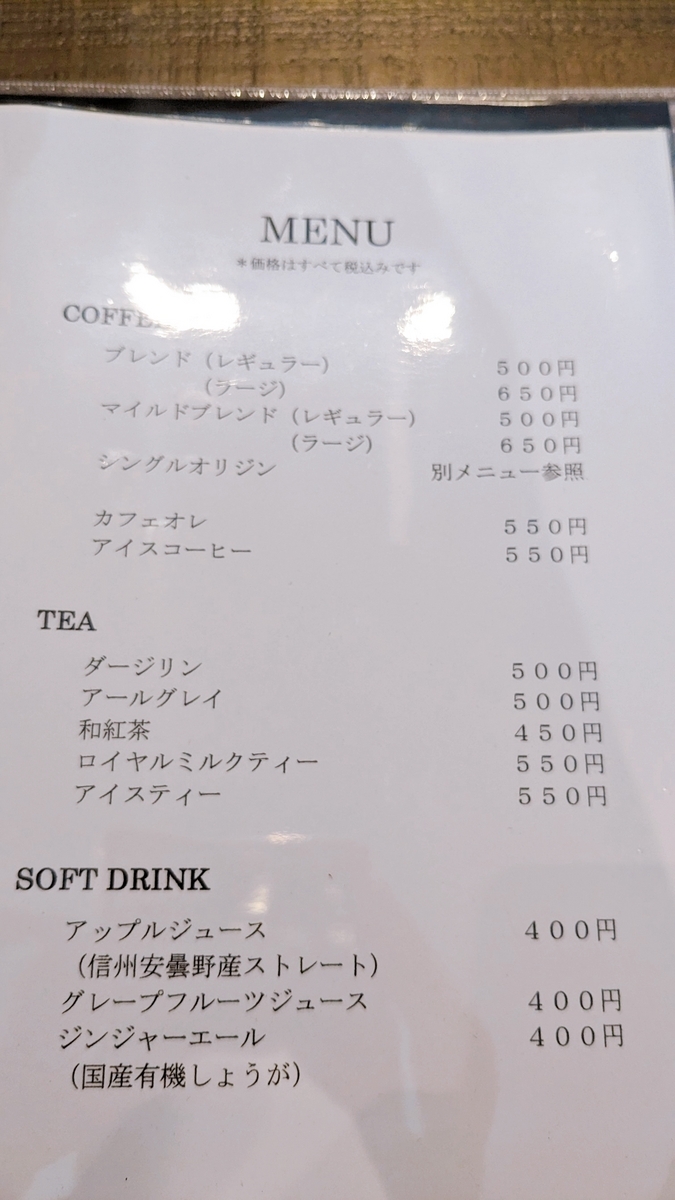 MENU
*価格はすべて税込みです
COFFEE
ブレンド（レギュラー） ５００円
（ラージ） ６５０円
マイルドブレンド（レギュラー） ５００円
（ラージ） ６５０円
シングルオリジン 別メニュー参照
カフェオレ ５５０円
アイスコーヒー ５５０円
TEA
ダージリン ５００円
アールグレイ ５００円
和紅茶 ４５０円
ロイヤルミルクティー ５５０円
アイスティー ５５０円
SOFT DRINK
アップルジュース ４００円
（信州安曇野産ストレート）
グレープフルーツジュース ４００円
ジンジャーエール ４００円
（国産有機しょうが）